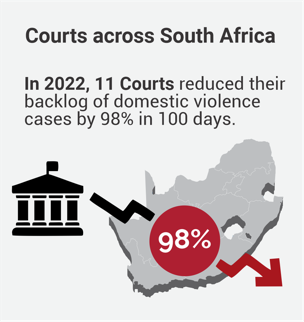 Courts across South Africa
In 2022, 11 Courts reduced their
backlog of domestic violence
cases by 98% in 100 days.
98%